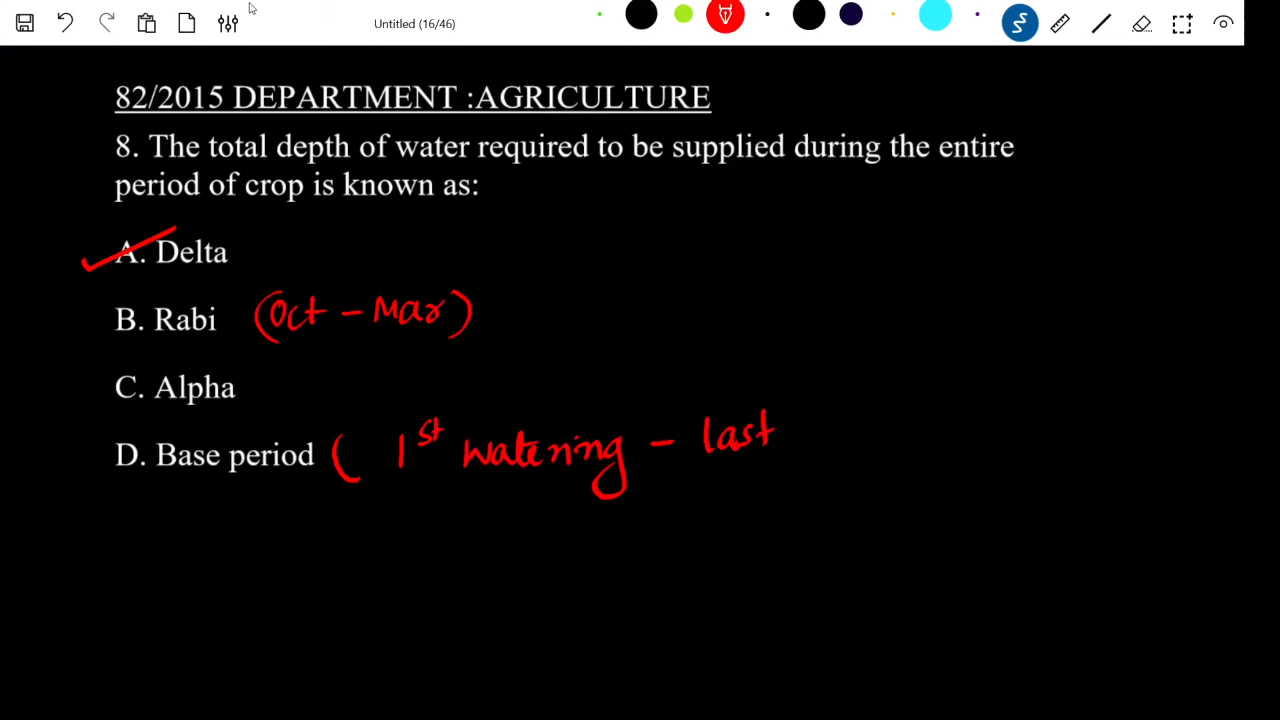 Untitled (16/46)
82/2015 DEPARTMENT :AGRICULTURE
8. The total depth of water required to be supplied during the entire
period of crop is known as:
A. Delta
B. Rabi (Oct - Mar)
C. Alpha
D. Base period ( 1st watering - last